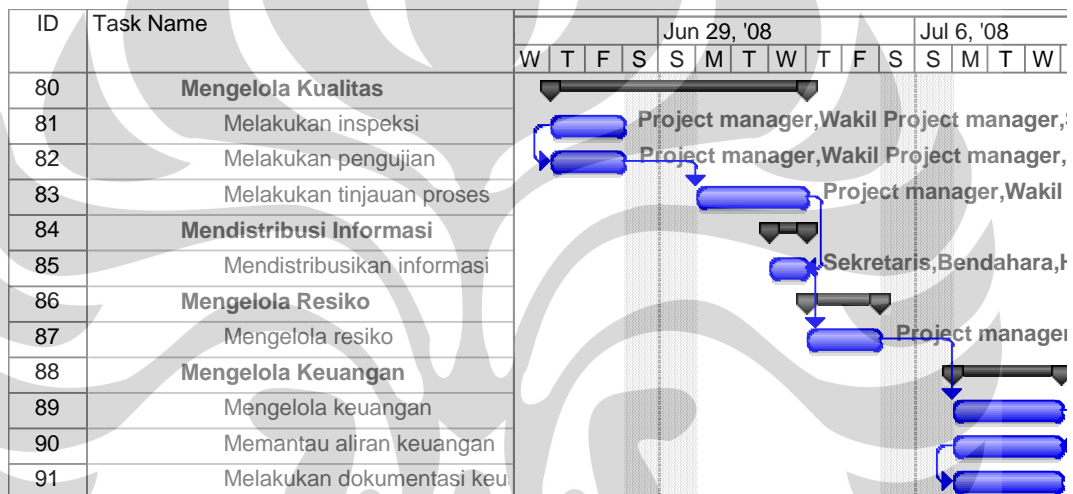 ID Task Name Jun 29, '08 Jul 6, '08
W T F S S M T W T F S S M T W
80 Mengelola Kualitas
81 Melakukan inspeksi Project manager,Wakil Project manager,S
82 Melakukan pengujian Project manager,Wakil Project manager,
83 Melakukan tinjauan proses Project manager,Wakil
84 Mendistribusi Informasi
85 Mendistribusikan informasi Sekretaris,Bendahara,H
86 Mengelola Resiko
87 Mengelola resiko Project manager
88 Mengelola Keuangan
89 Mengelola keuangan
90 Memantau aliran keuangan
91 Melakukan dokumentasi keu